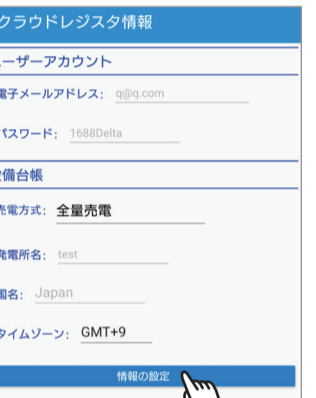 クラウドレジスタ情報
ーザーアカウント
電子メールアドレス： q@q.com
パスワード： 1688Delta
備台帳
売電方式： 全量売電
発電所名： test
国名： Japan
タイムゾーン： GMT+9
情報の設定